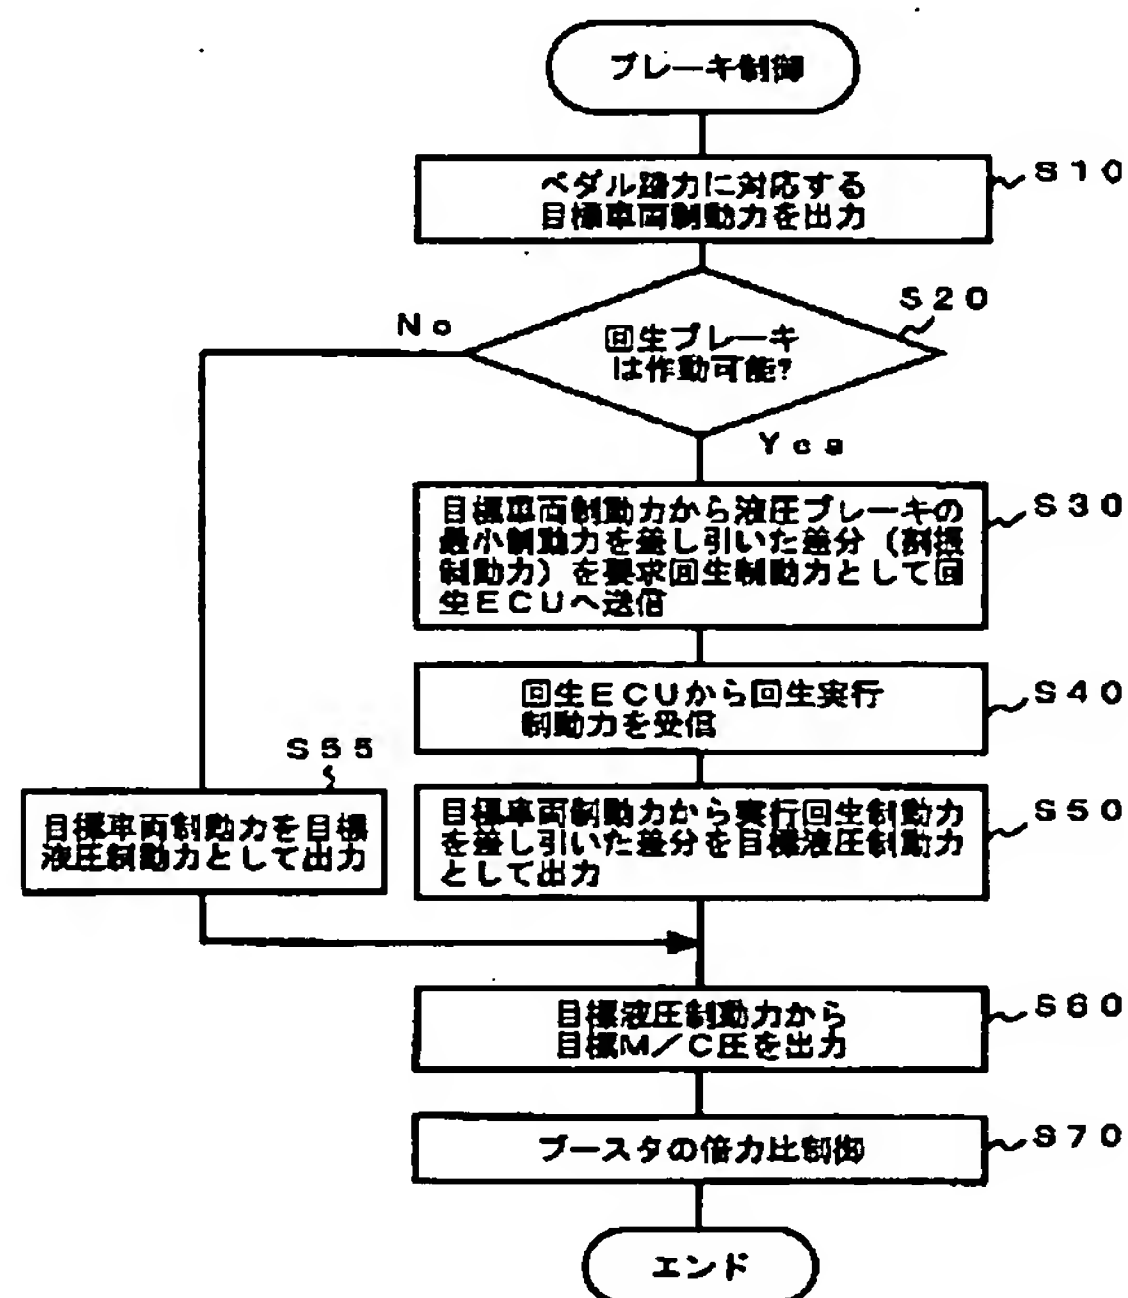 ブレーキ制御
S10
ペダル踏力に対応する
目標車両制動力を出力
S20
No
回生ブレーキ
は作動可能?
Yes
S30
目標車両制動力から液圧ブレーキの
最小制動力を差し引いた差分（割振
制動力）を要求回生制動力として回
生ECUへ送信
S40
回生ECUから回生実行
制動力を受信
S55
目標車両制動力を目標
液圧制動力として出力
S50
目標車両制動力から実行回生制動力
を差し引いた差分を目標液圧制動力
として出力
S60
目標液圧制動力から
目標M／C圧を出力
S70
ブースタの倍力比制御
エンド